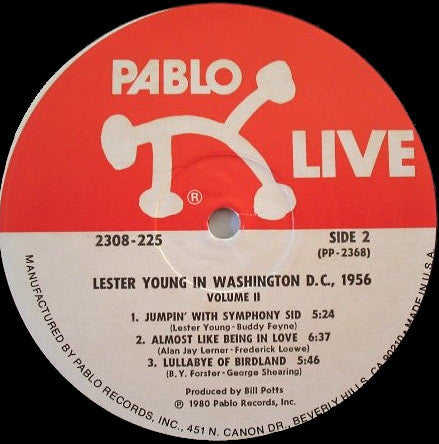 PABLO
LIVE
®
2308-225
SIDE 2
(PP-2368)
LESTER YOUNG IN WASHINGTON D.C., 1956
VOLUME II
1. JUMPIN' WITH SYMPHONY SID 5:24
(Lester Young - Buddy Feyne)
2. ALMOST LIKE BEING IN LOVE 6:37
(Alan Jay Lerner - Frederick Loewe)
3. LULLABYE OF BIRDLAND 5:46
(B. Y. Forster - George Shearing)
Produced by Bill Potts
℗ 1980 Pablo Records, Inc.
MANUFACTURED BY PABLO RECORDS, INC., 451 N. CANON DR., BEVERLY HILLS, CA 90210 • MADE IN U.S.A.